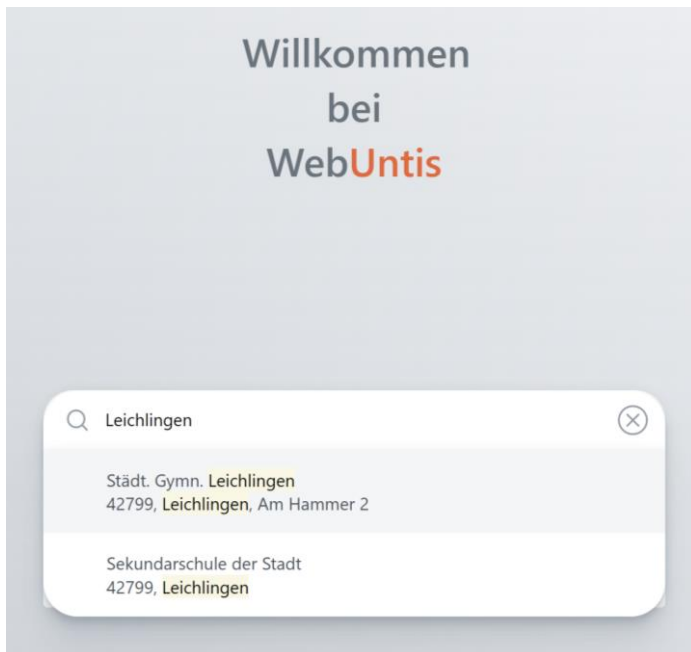 Willkommen
bei
WebUntis
Leichlingen
Städt. Gymn. Leichlingen
42799, Leichlingen, Am Hammer 2
Sekundarschule der Stadt
42799, Leichlingen